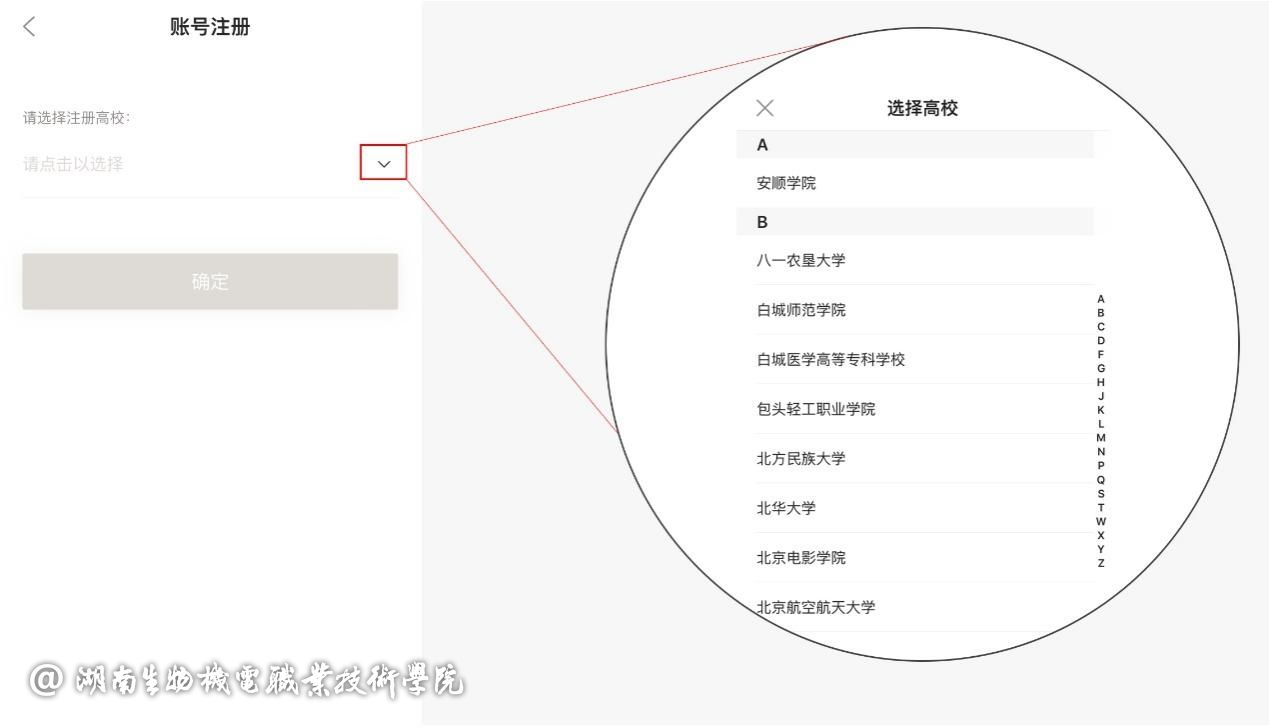 账号注册
请选择注册高校:
请点击以选择
确定
选择高校
A
安顺学院
B
八一农垦大学
白城师范学院
白城医学高等专科学校
包头轻工职业学院
北方民族大学
北华大学
北京电影学院
北京航空航天大学
A
B
C
D
F
G
H
J
K
L
M
N
P
Q
S
T
W
X
Y
Z
@湖南生物機電職業技術學院